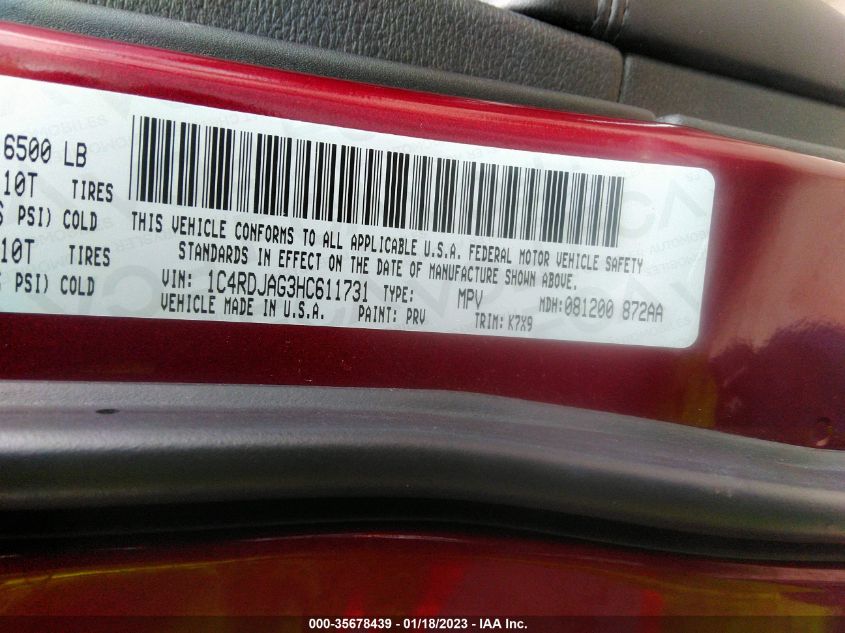 6500 LB
10T TIRES
PSI) COLD
10T TIRES
PSI) COLD
THIS VEHICLE CONFORMS TO ALL APPLICABLE U.S.A. FEDERAL MOTOR VEHICLE SAFETY
STANDARDS IN EFFECT ON THE DATE OF MANUFACTURE SHOWN ABOVE.
VIN: 1C4RDJAG3HC611731 TYPE: MPV MDH:081200 872AA
VEHICLE MADE IN U.S.A. PAINT: PRV TRIM: K7X9
000-35678439 - 01/18/2023 - IAA Inc.